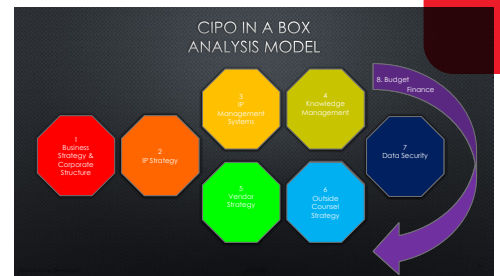 CIPO IN A BOX
ANALYSIS MODEL
1
Business
Strategy &
Corporate
Structure
2
IP Strategy
3
IP
Management
Systems
4
Knowledge
Management
5
Vendor
Strategy
6
Outside
Counsel
Strategy
7
Data Security
8. Budget
Finance